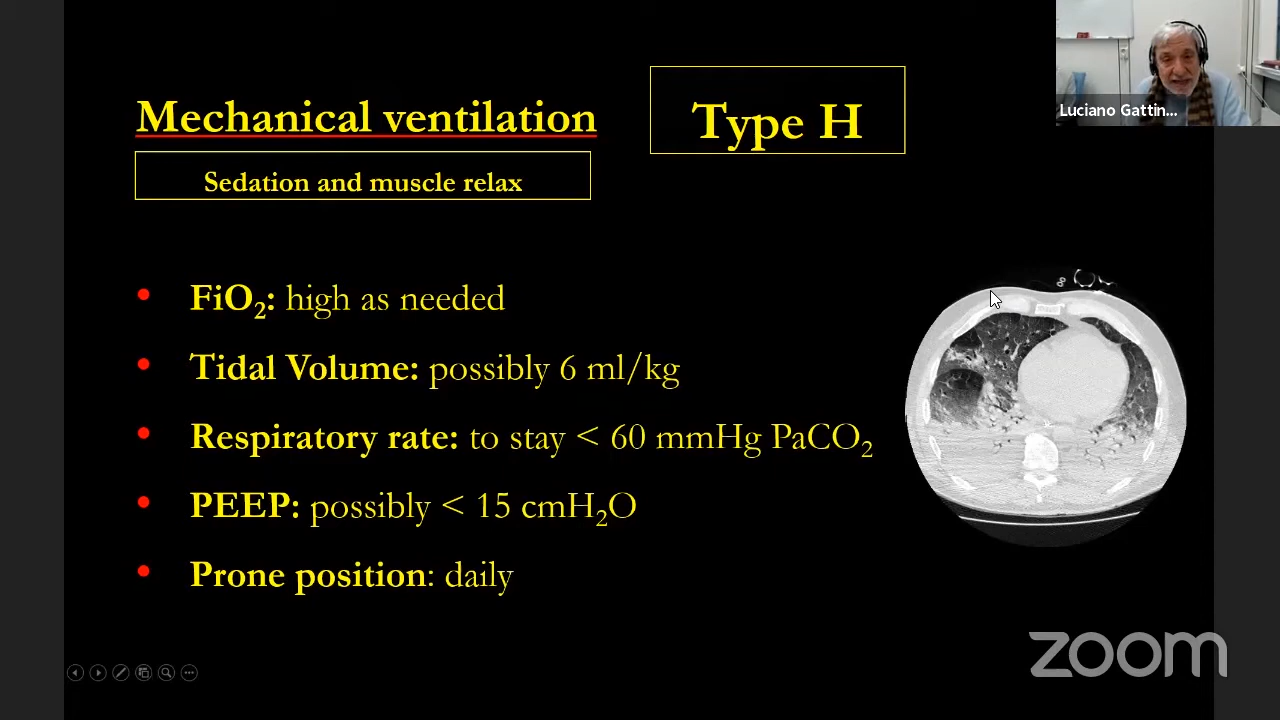 Mechanical ventilation
Type H
Sedation and muscle relax
• FiO₂: high as needed
• Tidal Volume: possibly 6 ml/kg
• Respiratory rate: to stay < 60 mmHg PaCO₂
• PEEP: possibly < 15 cmH₂O
• Prone position: daily
Luciano Gattin...
zoom